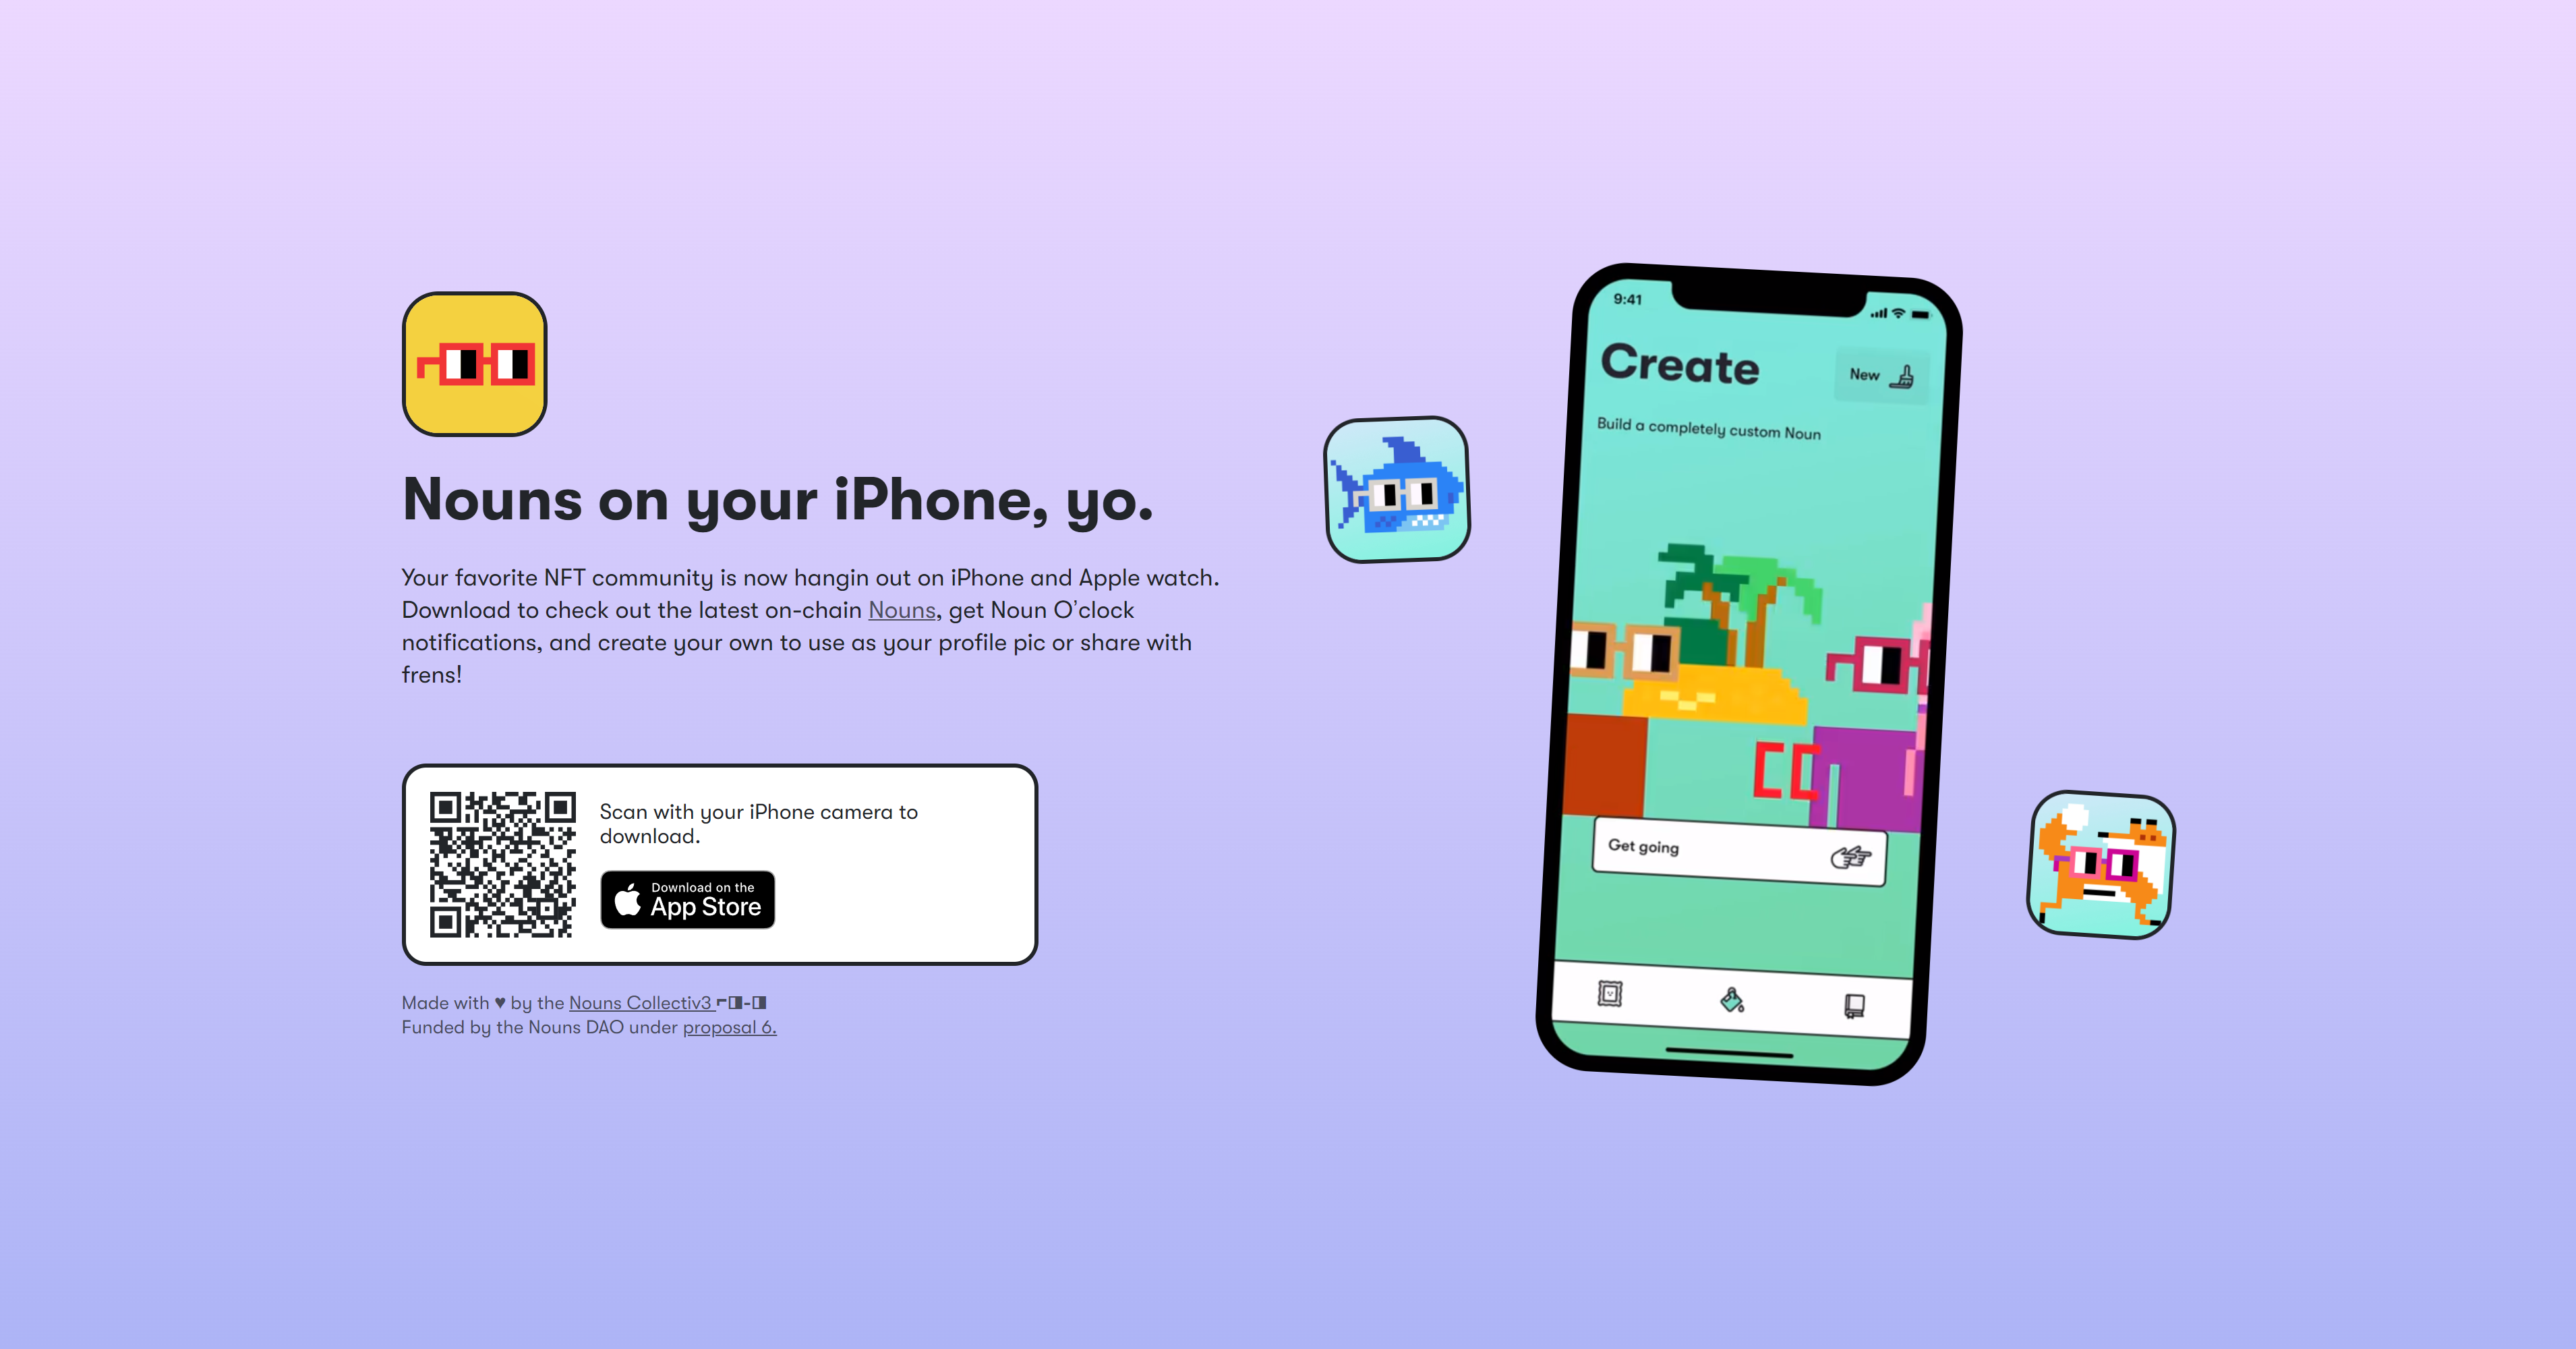 Nouns on your iPhone, yo.
Your favorite NFT community is now hangin out on iPhone and Apple watch.
Download to check out the latest on-chain Nouns, get Noun O’clock
notifications, and create your own to use as your profile pic or share with
frens!
Scan with your iPhone camera to
download.
Download on the
App Store
Made with ♥ by the Nouns Collectiv3 ⌐◨-◨
Funded by the Nouns DAO under proposal 6.
9:41
Create
New
Build a completely custom Noun
Get going